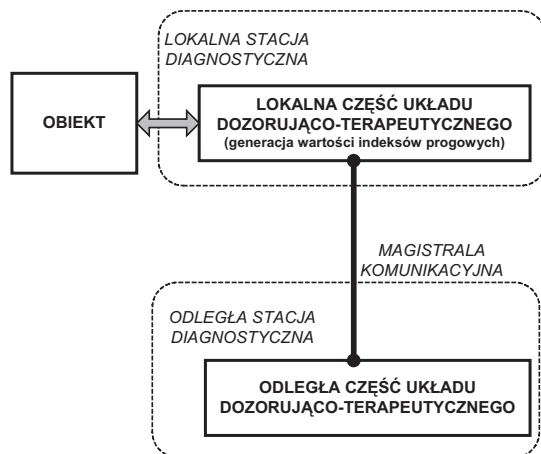 LOKALNA STACJA
DIAGNOSTYCZNA
OBIEKT
LOKALNA CZĘŚĆ UKŁADU
DOZORUJĄCO-TERAPEUTYCZNEGO
(generacja wartości indeksów progowych)
MAGISTRALA
KOMUNIKACYJNA
ODLEGŁA STACJA
DIAGNOSTYCZNA
ODLEGŁA CZĘŚĆ UKŁADU
DOZORUJĄCO-TERAPEUTYCZNEGO